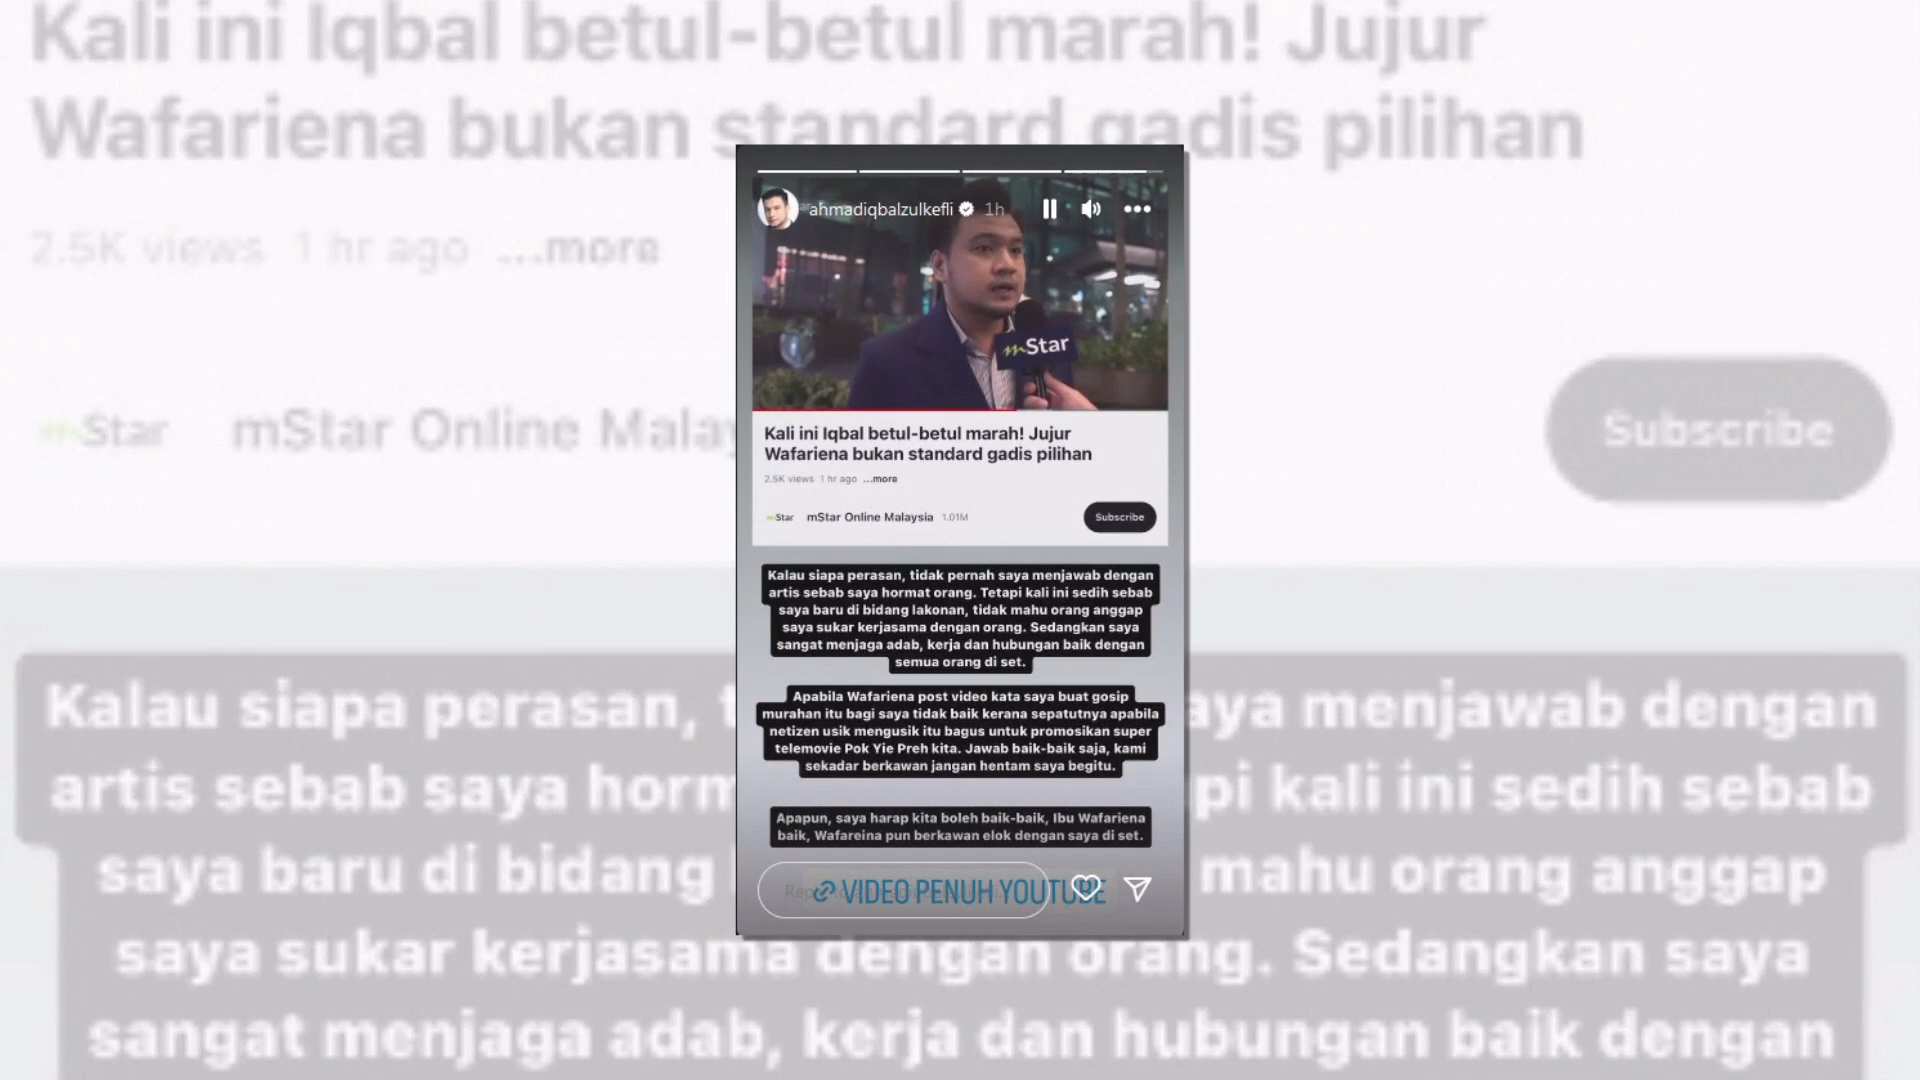 Kali ini Iqbal betul-betul marah! Jujur
Wafariena bukan standard gadis pilihan
2.5K views 1 hr ago ...more
Star mStar Online Malay
Subscribe
Kalau siapa perasan, t
aya menjawab dengan
artis sebab saya horm
pi kali ini sedih sebab
saya baru di bidang
mahu orang anggap
saya sukar kerjasama dengan orang. Sedangkan saya
sangat menjaga adab, kerja dan hubungan baik dengan
ahmadiqbalzulkefli 1h
mStar
Kali ini Iqbal betul-betul marah! Jujur
Wafariena bukan standard gadis pilihan
2.5K views 1 hr ago ...more
Star mStar Online Malaysia 1.01M
Subscribe
Kalau siapa perasan, tidak pernah saya menjawab dengan
artis sebab saya hormat orang. Tetapi kali ini sedih sebab
saya baru di bidang lakonan, tidak mahu orang anggap
saya sukar kerjasama dengan orang. Sedangkan saya
sangat menjaga adab, kerja dan hubungan baik dengan
semua orang di set.
Apabila Wafariena post video kata saya buat gosip
murahan itu bagi saya tidak baik kerana sepatutnya apabila
netizen usik mengusik itu bagus untuk promosikan super
telemovie Pok Yie Preh kita. Jawab baik-baik saja, kami
sekadar berkawan jangan hentam saya begitu.
Apapun, saya harap kita boleh baik-baik, Ibu Wafariena
baik, Wafareina pun berkawan elok dengan saya di set.
VIDEO PENUH YOUTUBE